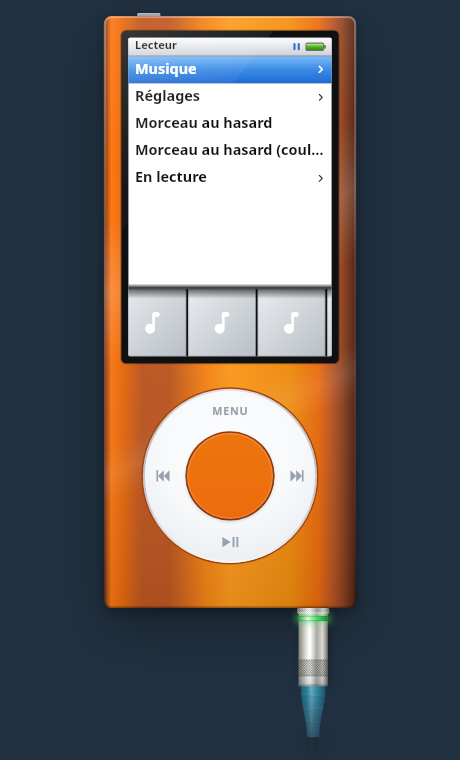 Lecteur
Musique
Réglages
Morceau au hasard
Morceau au hasard (coul...
En lecture
MENU